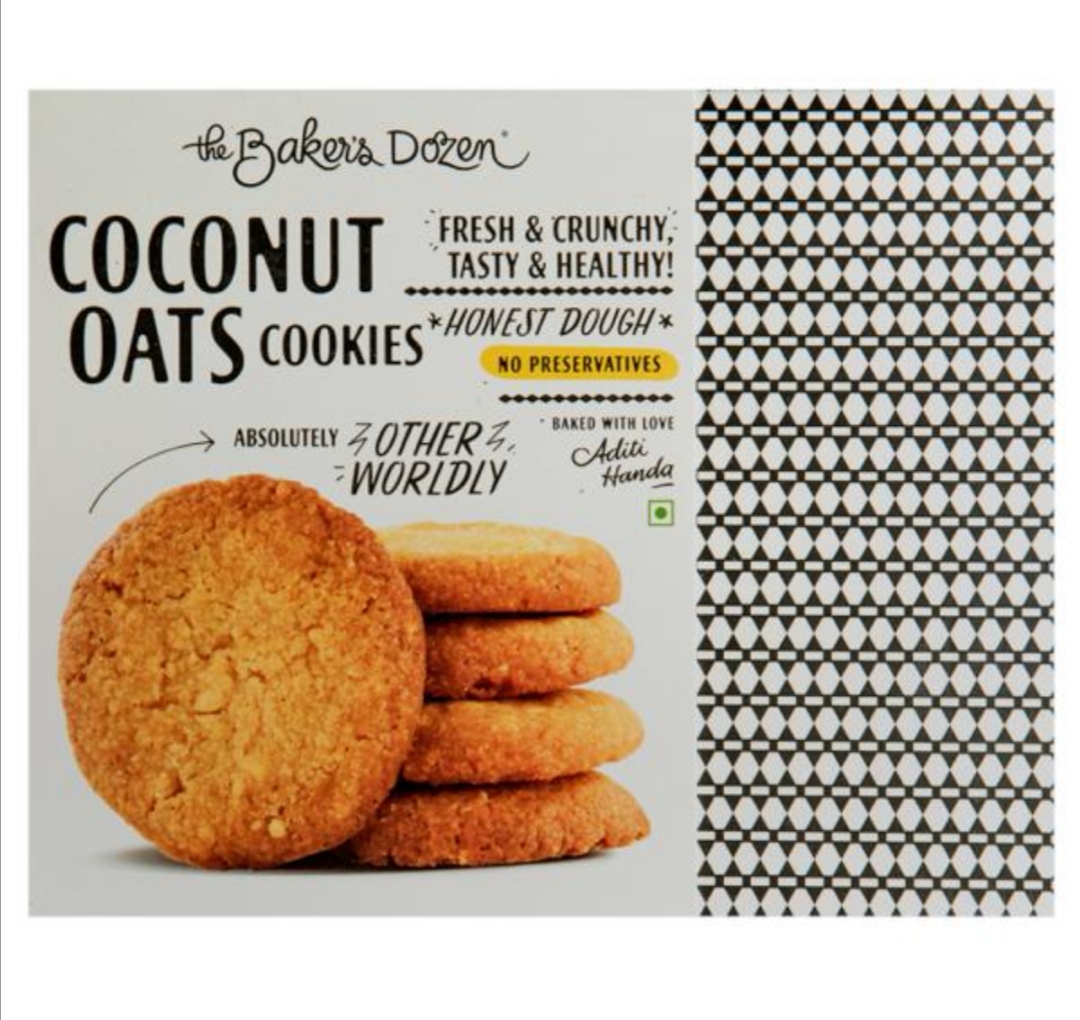 the Baker's Dozen
COCONUT
OATS COOKIES
FRESH & CRUNCHY,
TASTY & HEALTHY!
*HONEST DOUGH*
NO PRESERVATIVES
ABSOLUTELY OTHER
WORLDLY
BAKED WITH LOVE
Aditi
Handa